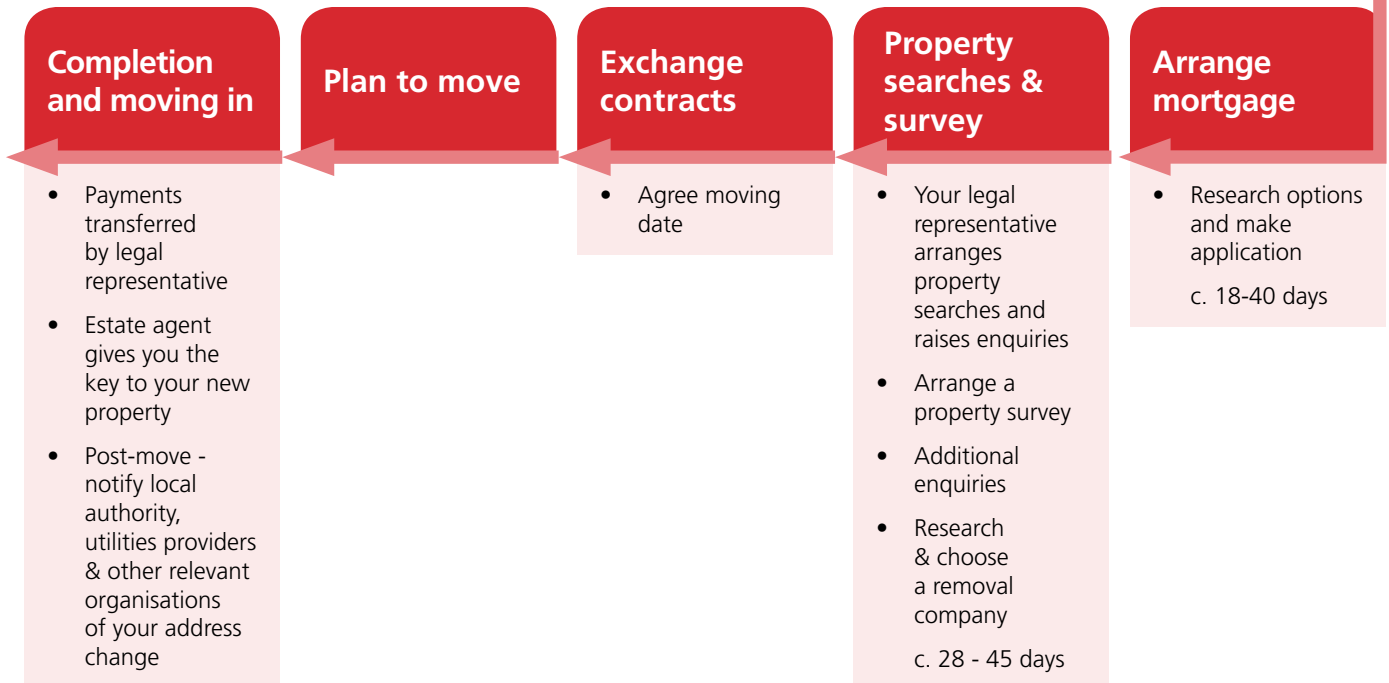 Completion
and moving in
• Payments
transferred
by legal
representative
• Estate agent
gives you the
key to your new
property
• Post-move -
notify local
authority,
utilities providers
& other relevant
organisations
of your address
change
Plan to move
Exchange
contracts
• Agree moving
date
Property
searches &
survey
• Your legal
representative
arranges
property
searches and
raises enquiries
• Arrange a
property survey
• Additional
enquiries
• Research
& choose
a removal
company
c. 28 - 45 days
Arrange
mortgage
• Research options
and make
application
c. 18-40 days